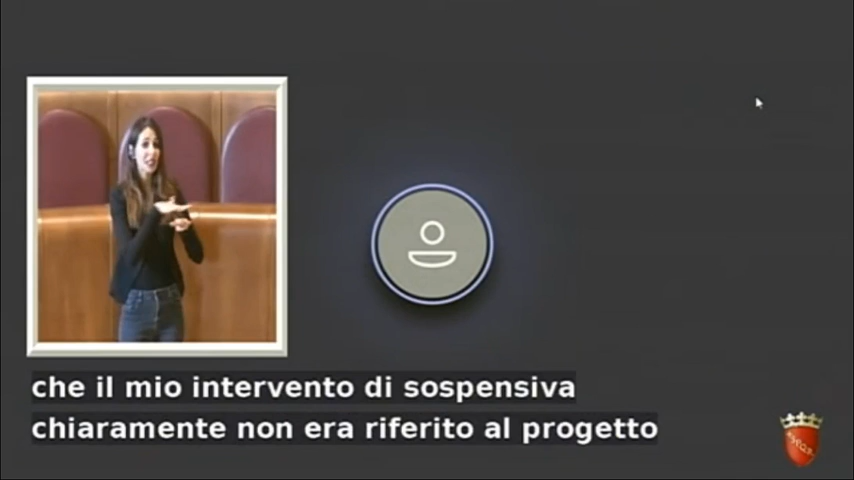 che il mio intervento di sospensiva
chiaramente non era riferito al progetto